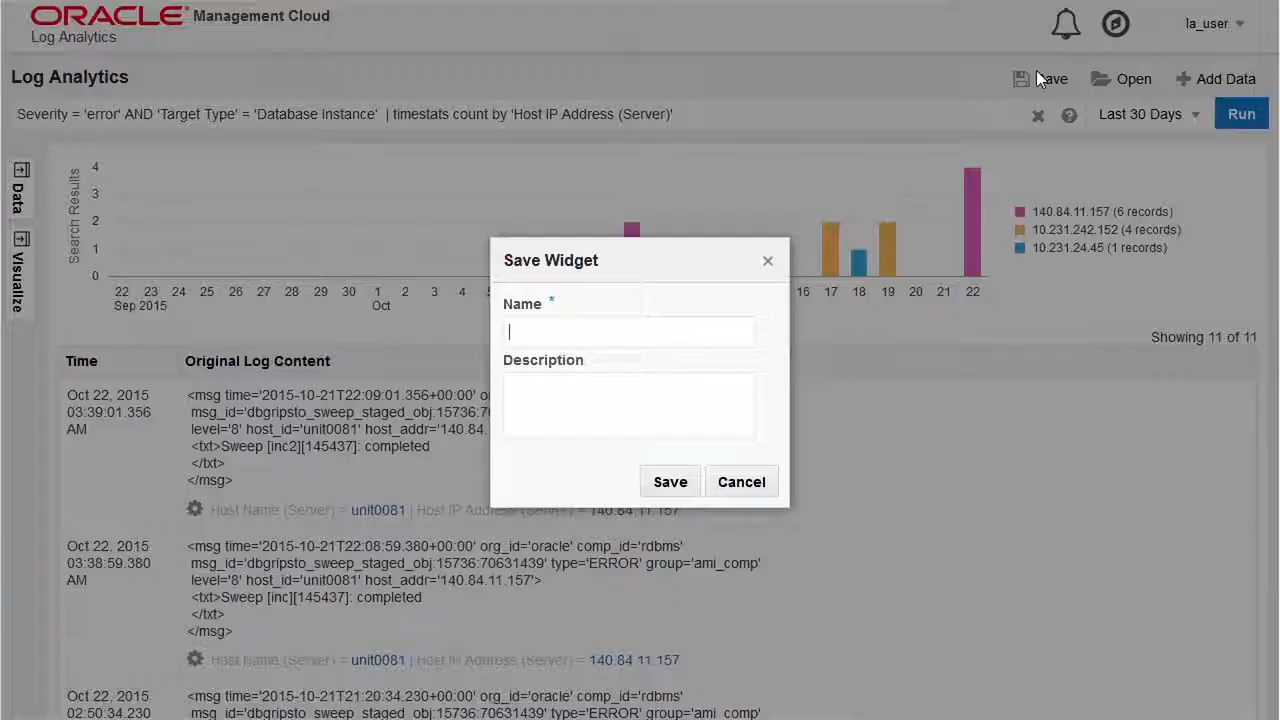 ORACLE Management Cloud
Log Analytics
la_user
Log Analytics
Save Open Add Data
Severity = 'error' AND 'Target Type' = 'Database Instance' | timestats count by 'Host IP Address (Server)'
Last 30 Days
Run
Data
Visualize
Search Results
4
3
2
1
0
22 23 24 25 26 27 28 29 30 1 2 3 4 16 17 18 19 20 21 22
Sep 2015 Oct
140.84.11.157 (6 records)
10.231.242.152 (4 records)
10.231.24.45 (1 records)
Save Widget
Name *
Description
Save Cancel
Showing 11 of 11
Time Original Log Content
Oct 22, 2015
03:39:01.356
AM
<msg time='2015-10-21T22:09:01.356+00:00'
msg_id='dbgripsto_sweep_staged_obj:15736:
level='8' host_id='unit0081' host_addr='140.84.
<txt>Sweep [inc2][145437]: completed
</txt>
</msg>
Host Name (Server) = unit0081 | Host IP Address (Server) = 140.84.11.157
Oct 22, 2015
03:38:59.380
AM
<msg time='2015-10-21T22:08:59.380+00:00' org_id='oracle' comp_id='rdbms'
msg_id='dbgripsto_sweep_staged_obj:15736:70631439' type='ERROR' group='ami_comp'
level='8' host_id='unit0081' host_addr='140.84.11.157'>
<txt>Sweep [inc][145437]: completed
</txt>
</msg>
Host Name (Server) = unit0081 | Host IP Address (Server) = 140.84.11.157
Oct 22, 2015
02:50:34.230
<msg time='2015-10-21T21:20:34.230+00:00' org_id='oracle' comp_id='rdbms'
msg_id='dbgripsto_sweep_staged_obj:15736:70631439' type='ERROR' group='ami_comp'